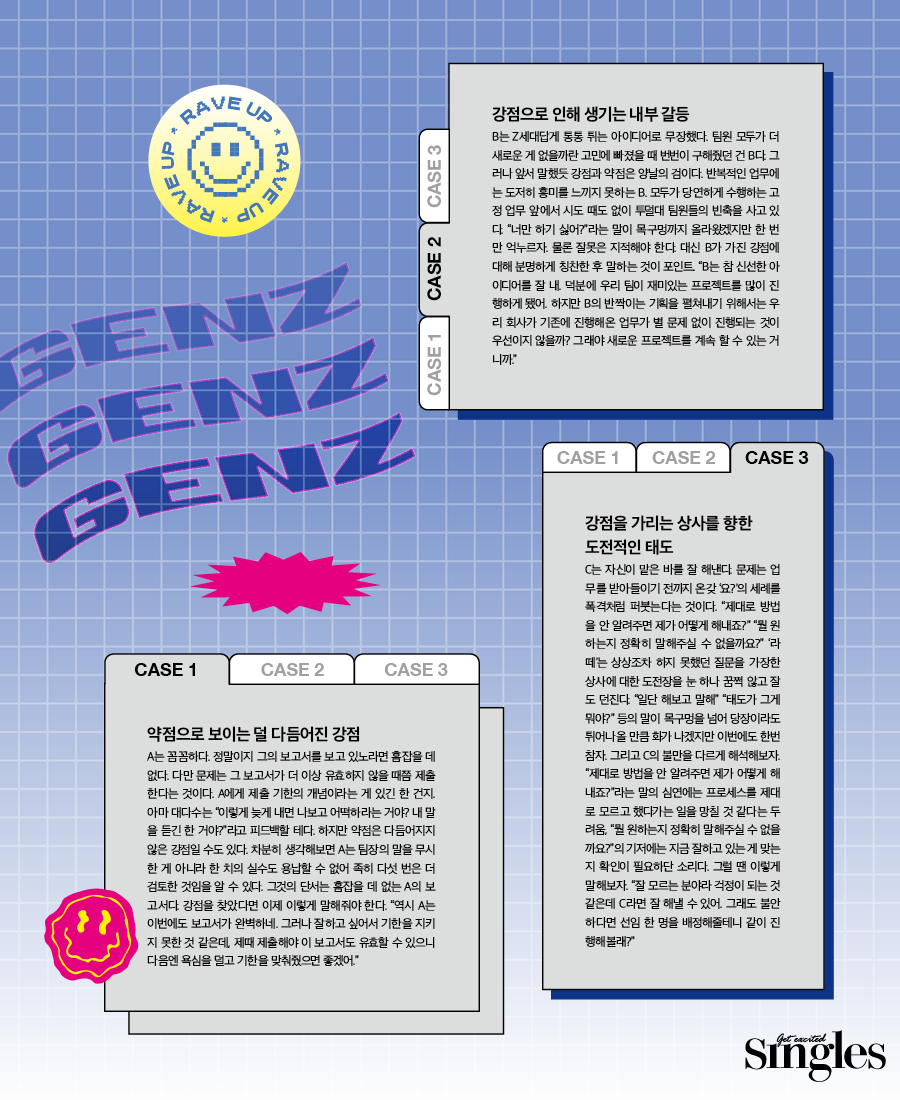 RAVE UP * RAVE UP * RAVE UP * RAVE UP *
GENZ
GENZ
GENZ
CASE 3
CASE 2
CASE 1
강점으로 인해 생기는 내부 갈등
B는 Z세대답게 통통 튀는 아이디어로 무장했다. 팀원 모두가 더
새로운 게 없을까란 고민에 빠졌을 때 번번이 구해줬던 건 B다. 그
러나 앞서 말했듯 강점과 약점은 양날의 검이다. 반복적인 업무에
는 도저히 흥미를 느끼지 못하는 B. 모두가 당연하게 수행하는 고
정 업무 앞에서 시도 때도 없이 투덜대 팀원들의 빈축을 사고 있
다. “너만 하기 싫어?”라는 말이 목구멍까지 올라왔겠지만 한 번
만 억누르자. 물론 잘못은 지적해야 한다. 대신 B가 가진 강점에
대해 분명하게 칭찬한 후 말하는 것이 포인트. “B는 참 신선한 아
이디어를 잘 내. 덕분에 우리 팀이 재미있는 프로젝트를 많이 진
행하게 됐어. 하지만 B의 반짝이는 기획을 펼쳐내기 위해서는 우
리 회사가 기존에 진행해온 업무가 별 문제 없이 진행되는 것이
우선이지 않을까? 그래야 새로운 프로젝트를 계속 할 수 있는 거
니까.”
CASE 1 CASE 2 CASE 3
강점을 가리는 상사를 향한
도전적인 태도
C는 자신이 맡은 바를 잘 해낸다. 문제는 업
무를 받아들이기 전까지 온갖 ‘요?’의 세례를
폭격처럼 퍼붓는다는 것이다. “제대로 방법
을 안 알려주면 제가 어떻게 해내죠?” “뭘 원
하는지 정확히 말해주실 수 없을까요?” ‘라
떼’는 상상조차 하지 못했던 질문을 가장한
상사에 대한 도전장을 눈 하나 꿈쩍 않고 잘
도 던진다. “일단 해보고 말해” “태도가 그게
뭐야?” 등의 말이 목구멍을 넘어 당장이라도
튀어나올 만큼 화가 나겠지만 이번에도 한번
참자. 그리고 C의 불만을 다르게 해석해보자.
“제대로 방법을 안 알려주면 제가 어떻게 해
내죠?”라는 말의 심연에는 프로세스를 제대
로 모르고 했다가는 일을 망칠 것 같다는 두
려움, “뭘 원하는지 정확히 말해주실 수 없을
까요?”의 기저에는 지금 잘하고 있는 게 맞는
지 확인이 필요하단 소리다. 그럴 땐 이렇게
말해보자. “잘 모르는 분야라 걱정이 되는 것
같은데 C라면 잘 해낼 수 있어. 그래도 불안
하다면 선임 한 명을 배정해줄테니 같이 진
행해볼래?”
CASE 1 CASE 2 CASE 3
약점으로 보이는 덜 다듬어진 강점
A는 꼼꼼하다. 정말이지 그의 보고서를 보고 있노라면 흠잡을 데
없다. 다만 문제는 그 보고서가 더 이상 유효하지 않을 때쯤 제출
한다는 것이다. A에게 제출 기한의 개념이라는 게 있긴 한 건지.
아마 대다수는 “이렇게 늦게 내면 나보고 어떡하라는 거야? 내 말
을 듣긴 한 거야?”라고 피드백할 테다. 하지만 약점은 다듬어지지
않은 강점일 수도 있다. 차분히 생각해보면 A는 팀장의 말을 무시
한 게 아니라 한 치의 실수도 용납할 수 없어 족히 다섯 번은 더
검토한 것임을 알 수 있다. 그것의 단서는 흠잡을 데 없는 A의 보
고서다. 강점을 찾았다면 이제 이렇게 말해줘야 한다. “역시 A는
이번에도 보고서가 완벽하네. 그러나 잘하고 싶어서 기한을 지키
지 못한 것 같은데, 제때 제출해야 이 보고서도 유효할 수 있으니
다음엔 욕심을 덜고 기한을 맞춰줬으면 좋겠어.”
Get excited
Singles